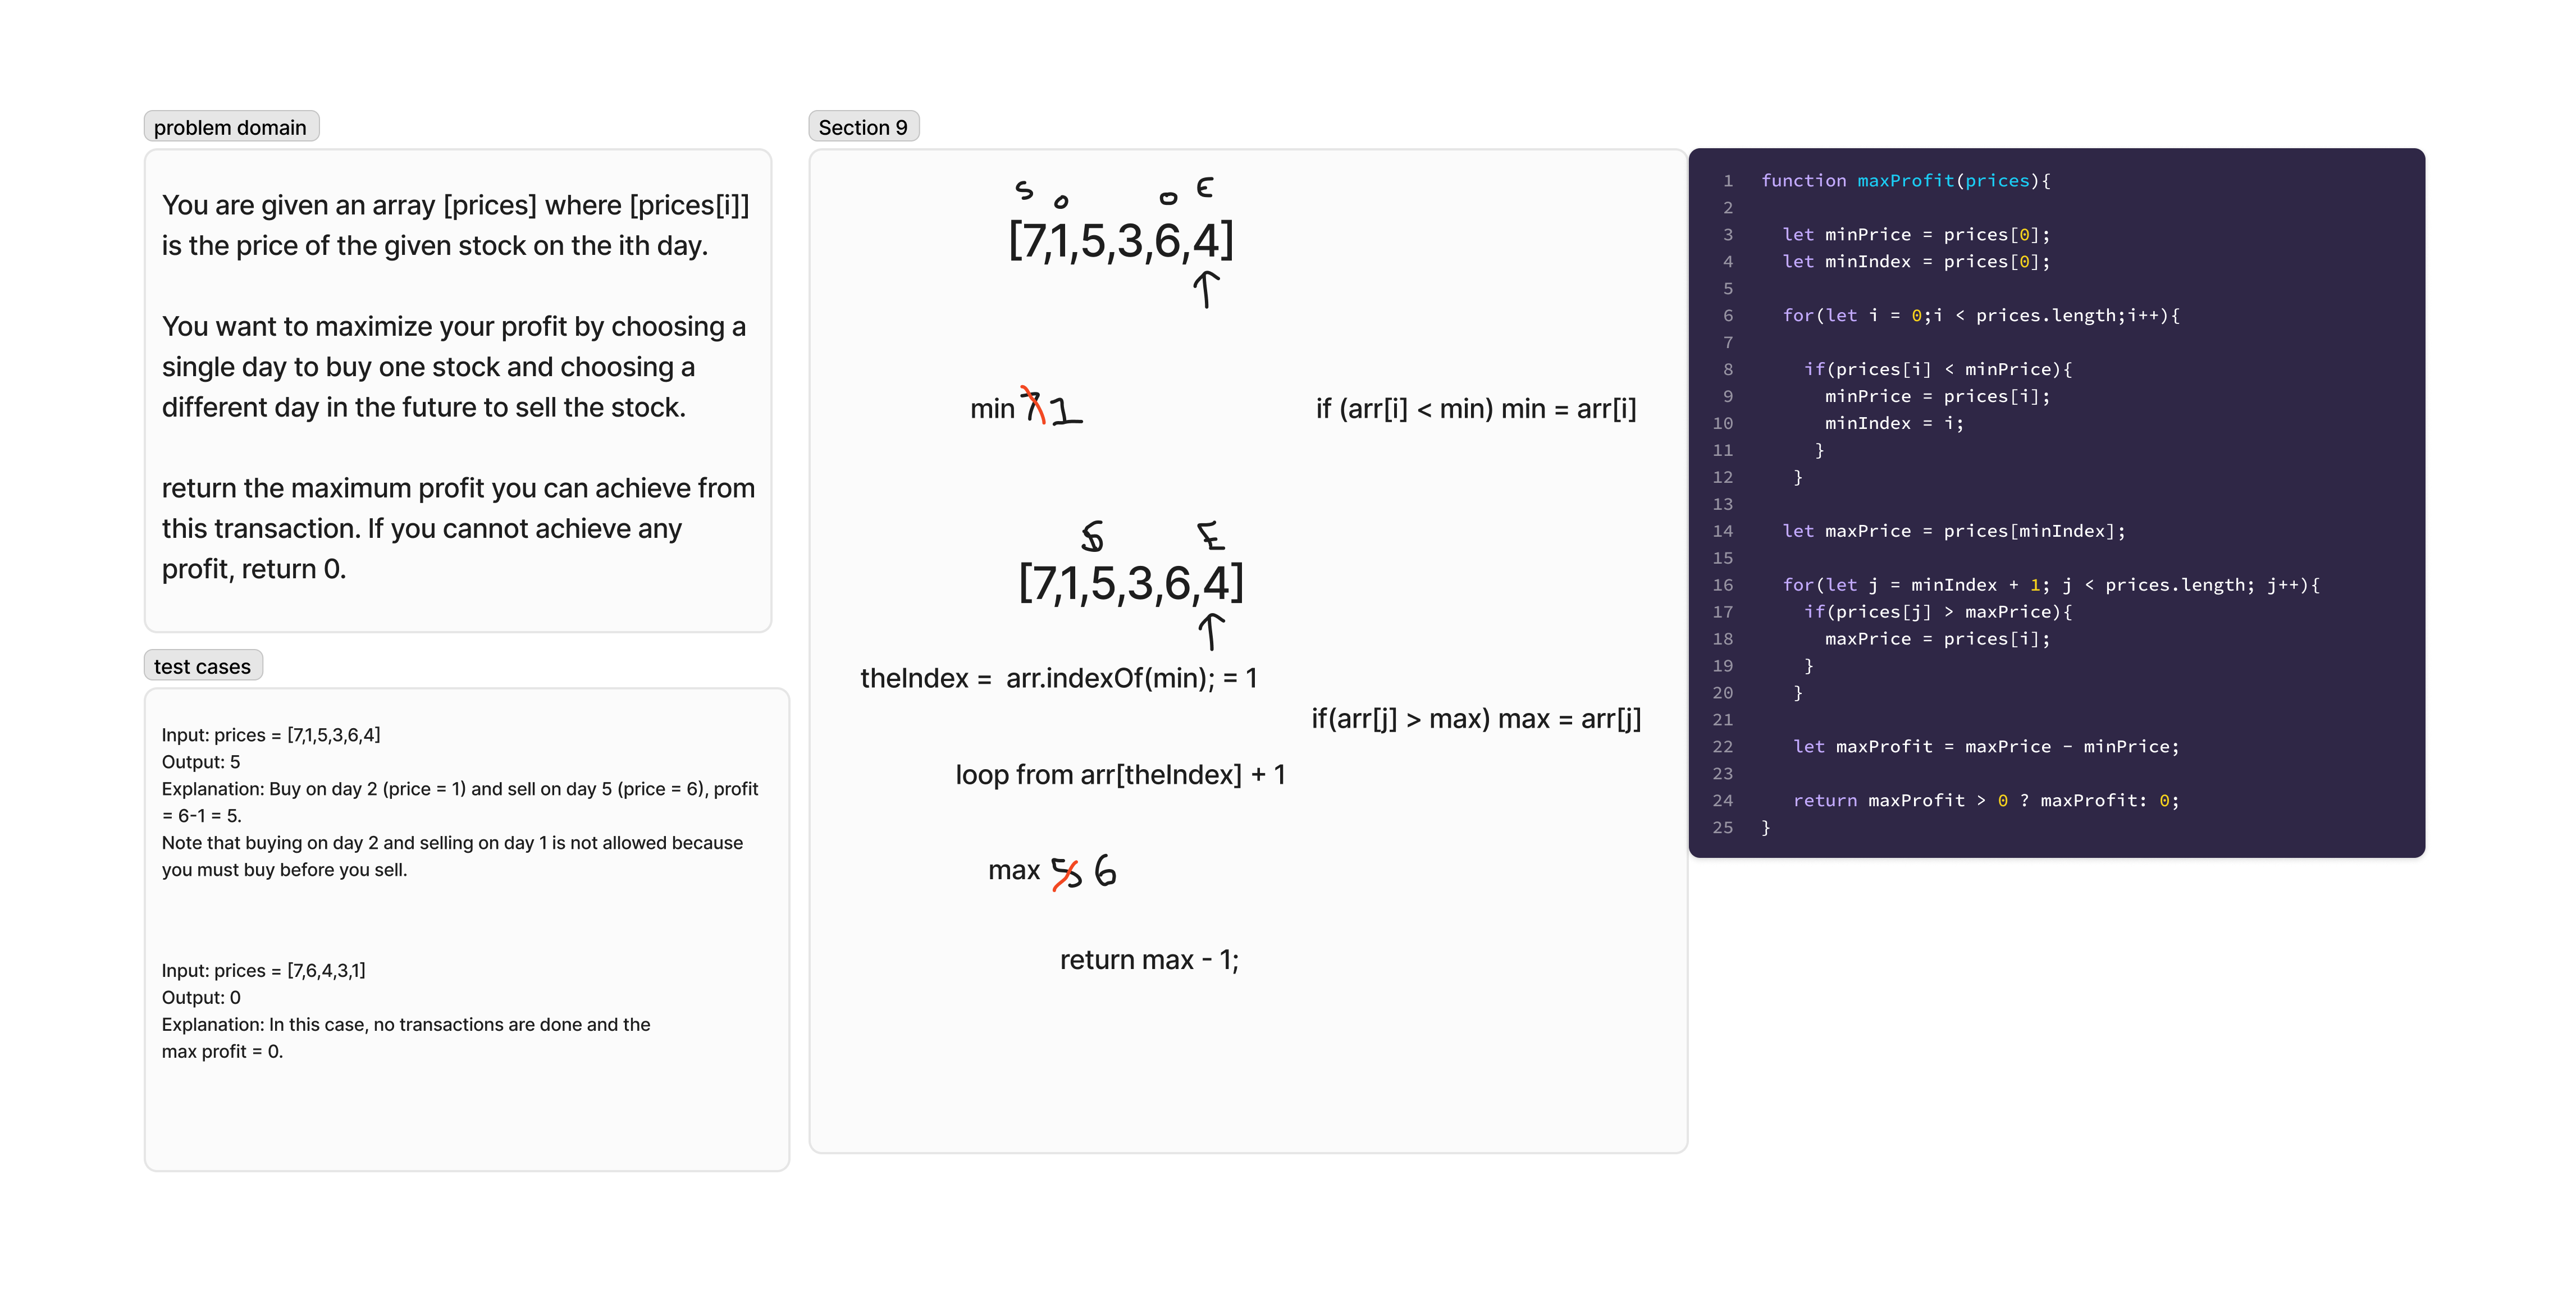 problem domain
You are given an array [prices] where [prices[i]]
is the price of the given stock on the ith day.
You want to maximize your profit by choosing a
single day to buy one stock and choosing a
different day in the future to sell the stock.
return the maximum profit you can achieve from
this transaction. If you cannot achieve any
profit, return 0.
test cases
Input: prices = [7,1,5,3,6,4]
Output: 5
Explanation: Buy on day 2 (price = 1) and sell on day 5 (price = 6), profit
= 6-1 = 5.
Note that buying on day 2 and selling on day 1 is not allowed because
you must buy before you sell.
Input: prices = [7,6,4,3,1]
Output: 0
Explanation: In this case, no transactions are done and the
max profit = 0.
Section 9
S o o E
[7,1,5,3,6,4]
min 7 1
if (arr[i] < min) min = arr[i]
S E
[7,1,5,3,6,4]
theIndex = arr.indexOf(min); = 1
if(arr[j] > max) max = arr[j]
loop from arr[theIndex] + 1
max 5 6
return max - 1;
1 function maxProfit(prices){
2
3 let minPrice = prices[0];
4 let minIndex = prices[0];
5
6 for(let i = 0;i < prices.length;i++){
7
8 if(prices[i] < minPrice){
9 minPrice = prices[i];
10 minIndex = i;
11 }
12 }
13
14 let maxPrice = prices[minIndex];
15
16 for(let j = minIndex + 1; j < prices.length; j++){
17 if(prices[j] > maxPrice){
18 maxPrice = prices[i];
19 }
20 }
21
22 let maxProfit = maxPrice - minPrice;
23
24 return maxProfit > 0 ? maxProfit: 0;
25 }